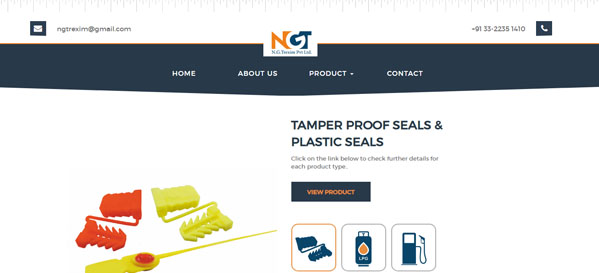 ngtrexim@gmail.com
+91 33-2235 1410
NGT
N.G.Terxim Pvt Ltd.
HOME
ABOUT US
PRODUCT
CONTACT
TAMPER PROOF SEALS &
PLASTIC SEALS
Click on the link below to check further details for
each product type..
VIEW PRODUCT
LPG